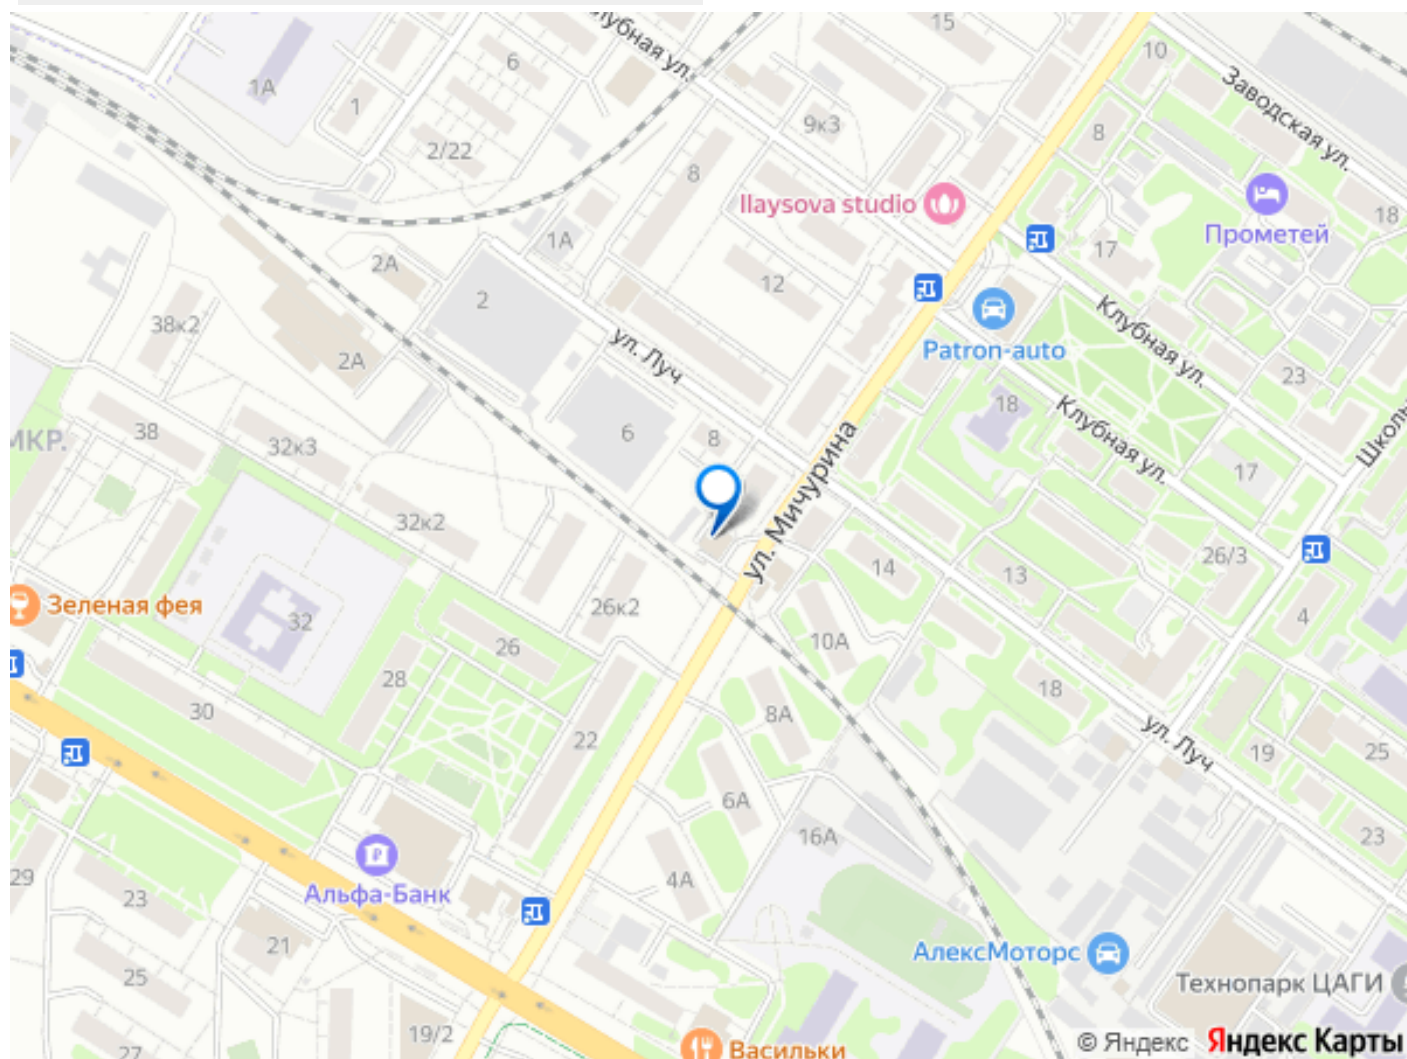 Клубная ул.
15
10
Заводская ул.
6
1А
1
9к3
8
2/22
8
Ilaysova studio
18
Прометей
17
1А
2А
12
2
Клубная ул.
38к2
ул. Луч
Patron-auto
2А
23
18
Клубная ул.
38
32к3
6
8
МКР.
17
ул. Мичурина
32к2
26/3
14
13
Зеленая фея
26к2
32
4
10А
26
28
18
30
8А
22
ул. Луч
19
25
6А
16А
23
29
4А
Альфа-Банк
23
21
АлексМоторс
25
Технопарк ЦАГИ
19/2
27
Васильки
© Яндекс Яндекс Карты